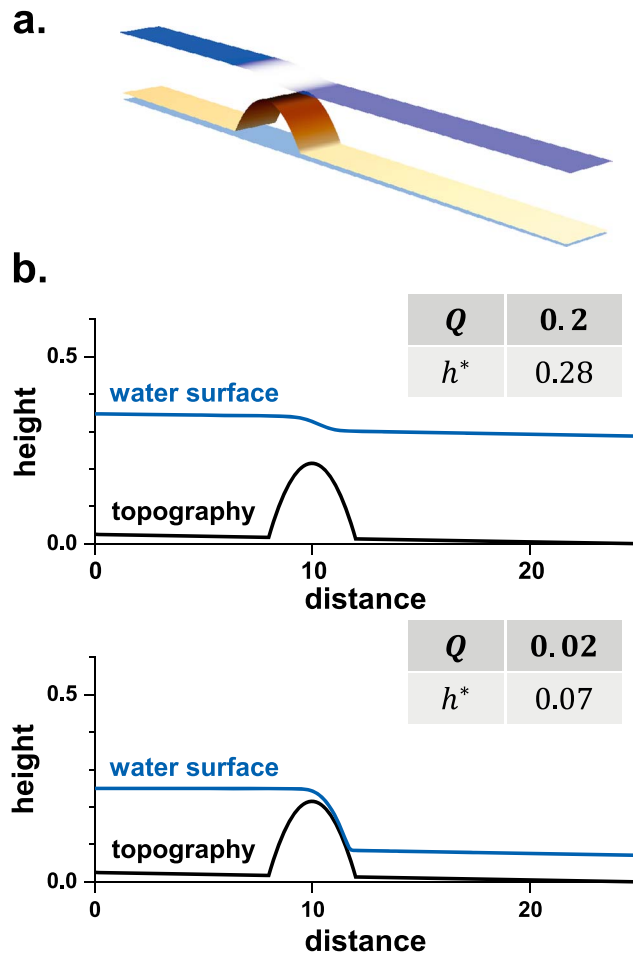 a.
b.
Q 0.2
h* 0.28
0.5
water surface
height
topography
0.0
0 10 20
distance
Q 0.02
h* 0.07
0.5
water surface
height
topography
0.0
0 10 20
distance